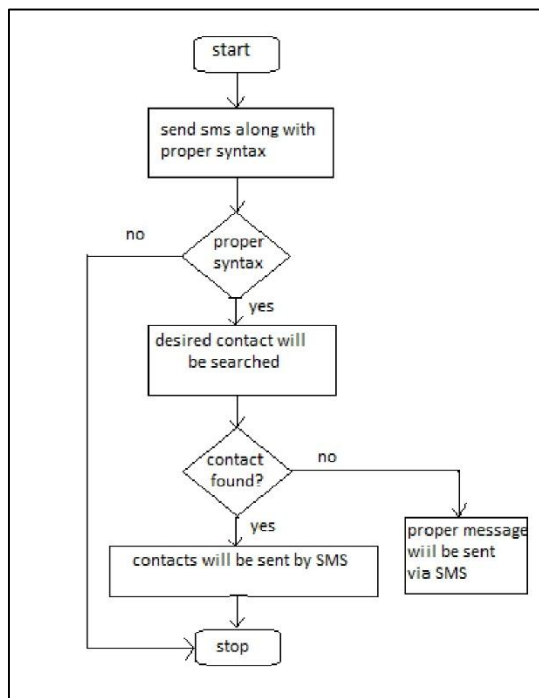 start
send sms along with
proper syntax
no
proper
syntax
yes
desired contact will
be searched
contact
found?
no
yes
contacts will be sent by SMS
proper message
wiil be sent
via SMS
stop